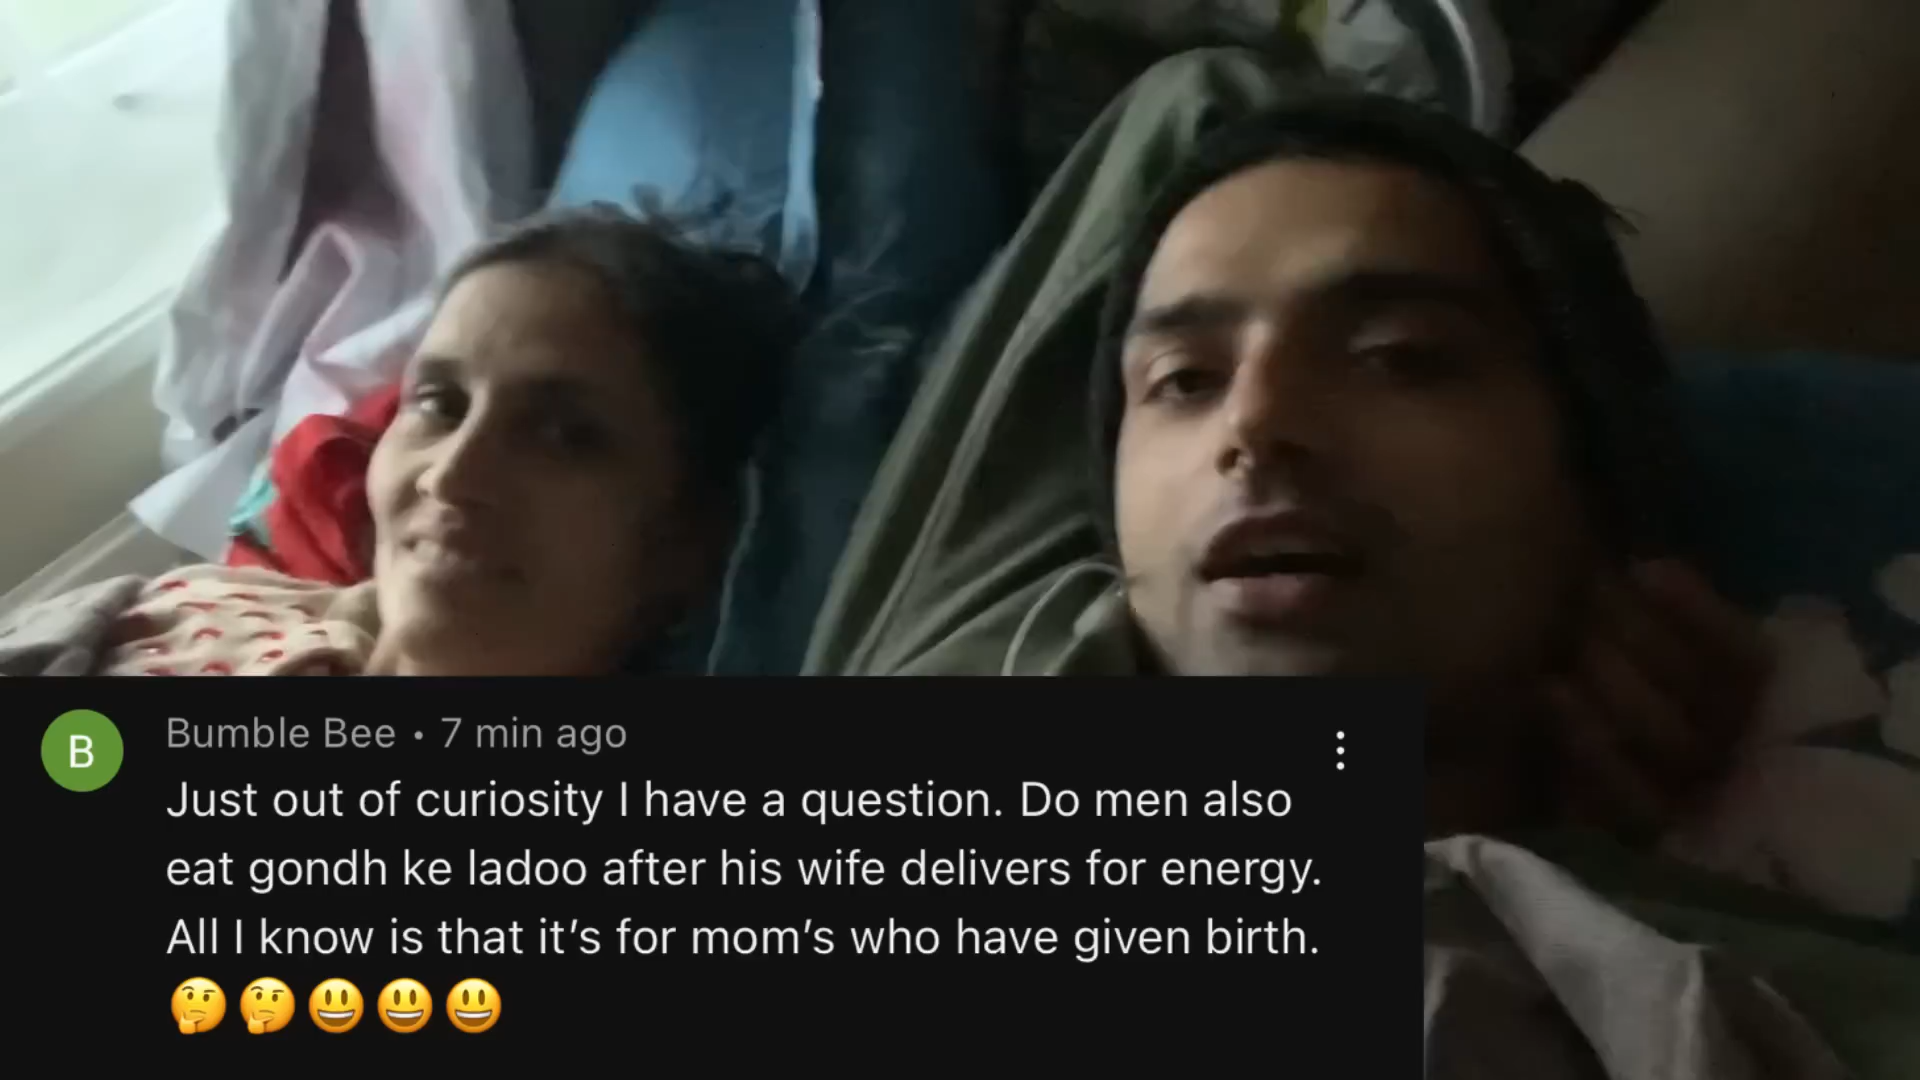 B
Bumble Bee • 7 min ago
Just out of curiosity I have a question. Do men also
eat gondh ke ladoo after his wife delivers for energy.
All I know is that it’s for mom’s who have given birth.
🤔🤔😃😃😃